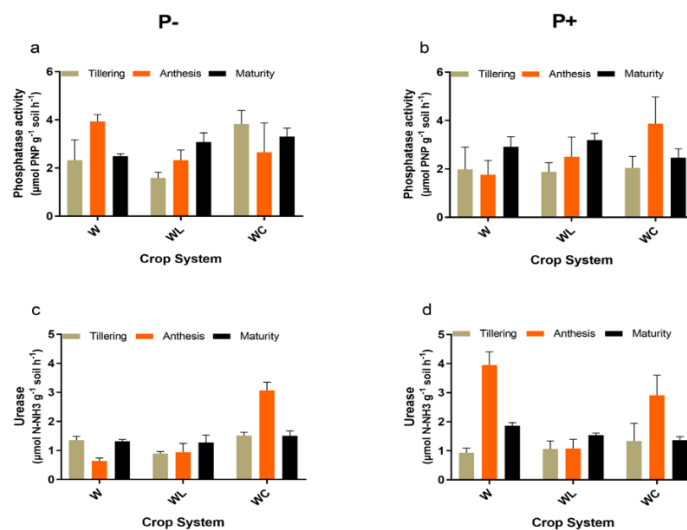 P-
P+
a
Tillering Anthesis Maturity
Phosphatase activity
(µmol PNP g⁻¹ soil h⁻¹)
6
4
2
0
W WL WC
Crop System
b
Tillering Anthesis Maturity
Phosphatase activity
(µmol PNP g⁻¹ soil h⁻¹)
6
4
2
0
W WL WC
Crop System
c
Tillering Anthesis Maturity
Urease
(µmol N-NH3 g⁻¹ soil h⁻¹)
5
4
3
2
1
0
W WL WC
Crop System
d
Tillering Anthesis Maturity
Urease
(µmol N-NH3 g⁻¹ soil h⁻¹)
5
4
3
2
1
0
W WL WC
Crop System